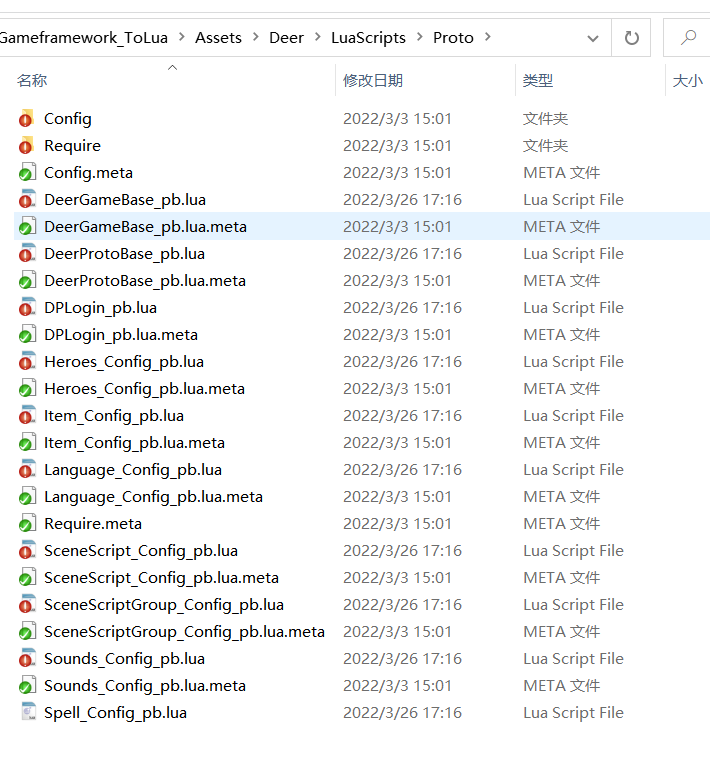 Gameframework_ToLua > Assets > Deer > LuaScripts > Proto >
名称 修改日期 类型 大小
Config 2022/3/3 15:01 文件夹
Require 2022/3/3 15:01 文件夹
Config.meta 2022/3/3 15:01 META 文件
DeerGameBase_pb.lua 2022/3/26 17:16 Lua Script File
DeerGameBase_pb.lua.meta 2022/3/3 15:01 META 文件
DeerProtoBase_pb.lua 2022/3/26 17:16 Lua Script File
DeerProtoBase_pb.lua.meta 2022/3/3 15:01 META 文件
DPLogin_pb.lua 2022/3/26 17:16 Lua Script File
DPLogin_pb.lua.meta 2022/3/3 15:01 META 文件
Heroes_Config_pb.lua 2022/3/26 17:16 Lua Script File
Heroes_Config_pb.lua.meta 2022/3/3 15:01 META 文件
Item_Config_pb.lua 2022/3/26 17:16 Lua Script File
Item_Config_pb.lua.meta 2022/3/3 15:01 META 文件
Language_Config_pb.lua 2022/3/26 17:16 Lua Script File
Language_Config_pb.lua.meta 2022/3/3 15:01 META 文件
Require.meta 2022/3/3 15:01 META 文件
SceneScript_Config_pb.lua 2022/3/26 17:16 Lua Script File
SceneScript_Config_pb.lua.meta 2022/3/3 15:01 META 文件
SceneScriptGroup_Config_pb.lua 2022/3/26 17:16 Lua Script File
SceneScriptGroup_Config_pb.lua.meta 2022/3/3 15:01 META 文件
Sounds_Config_pb.lua 2022/3/26 17:16 Lua Script File
Sounds_Config_pb.lua.meta 2022/3/3 15:01 META 文件
Spell_Config_pb.lua 2022/3/26 17:16 Lua Script File